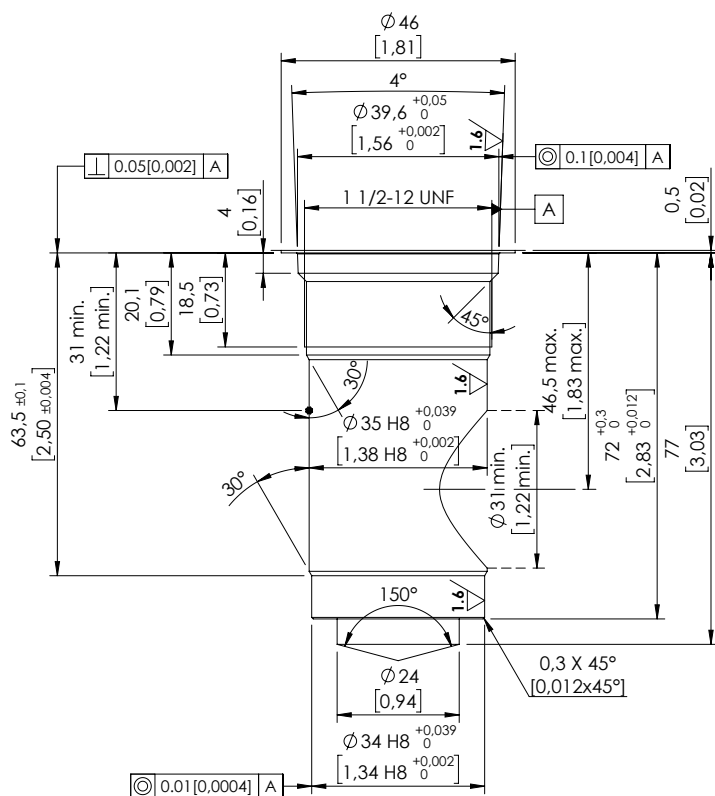 Ø 46
[1,81]
4°
Ø 39,6 +0,05 0
[1,56 +0,002 0]
1.6
⊥ 0.05[0,002] A
◎ 0.1[0,004] A
4
[0,16]
1 1/2-12 UNF
A
0,5
[0,02]
63,5 ±0,1
[2,50 ±0,004]
31 min.
[1,22 min.]
20,1
[0,79]
18,5
[0,73]
45°
30°
1.6
46,5 max.
[1,83 max.]
72 +0,3 0
[2,83 +0,012 0]
77
[3,03]
Ø 35 H8 +0,039 0
[1,38 H8 +0,002 0]
30°
Ø 31 min.
[1,22 min.]
150°
1.6
0,3 X 45°
[0,012x45°]
Ø 24
[0,94]
Ø 34 H8 +0,039 0
[1,34 H8 +0,002 0]
◎ 0.01[0,0004] A